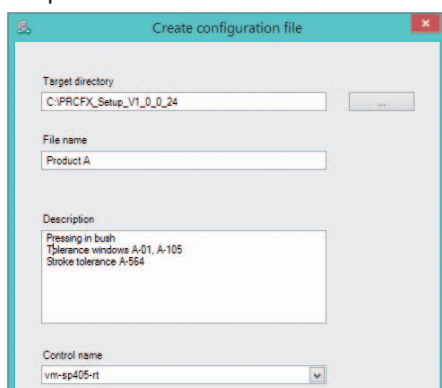 Create configuration file
Target directory
C:\PRCFX_Setup_V1_0_0_24
...
File name
Product A
Description
Pressing in bush
Tolerance windows A-01, A-105
Stroke tolerance A-564
Control name
vm-sp405-rt